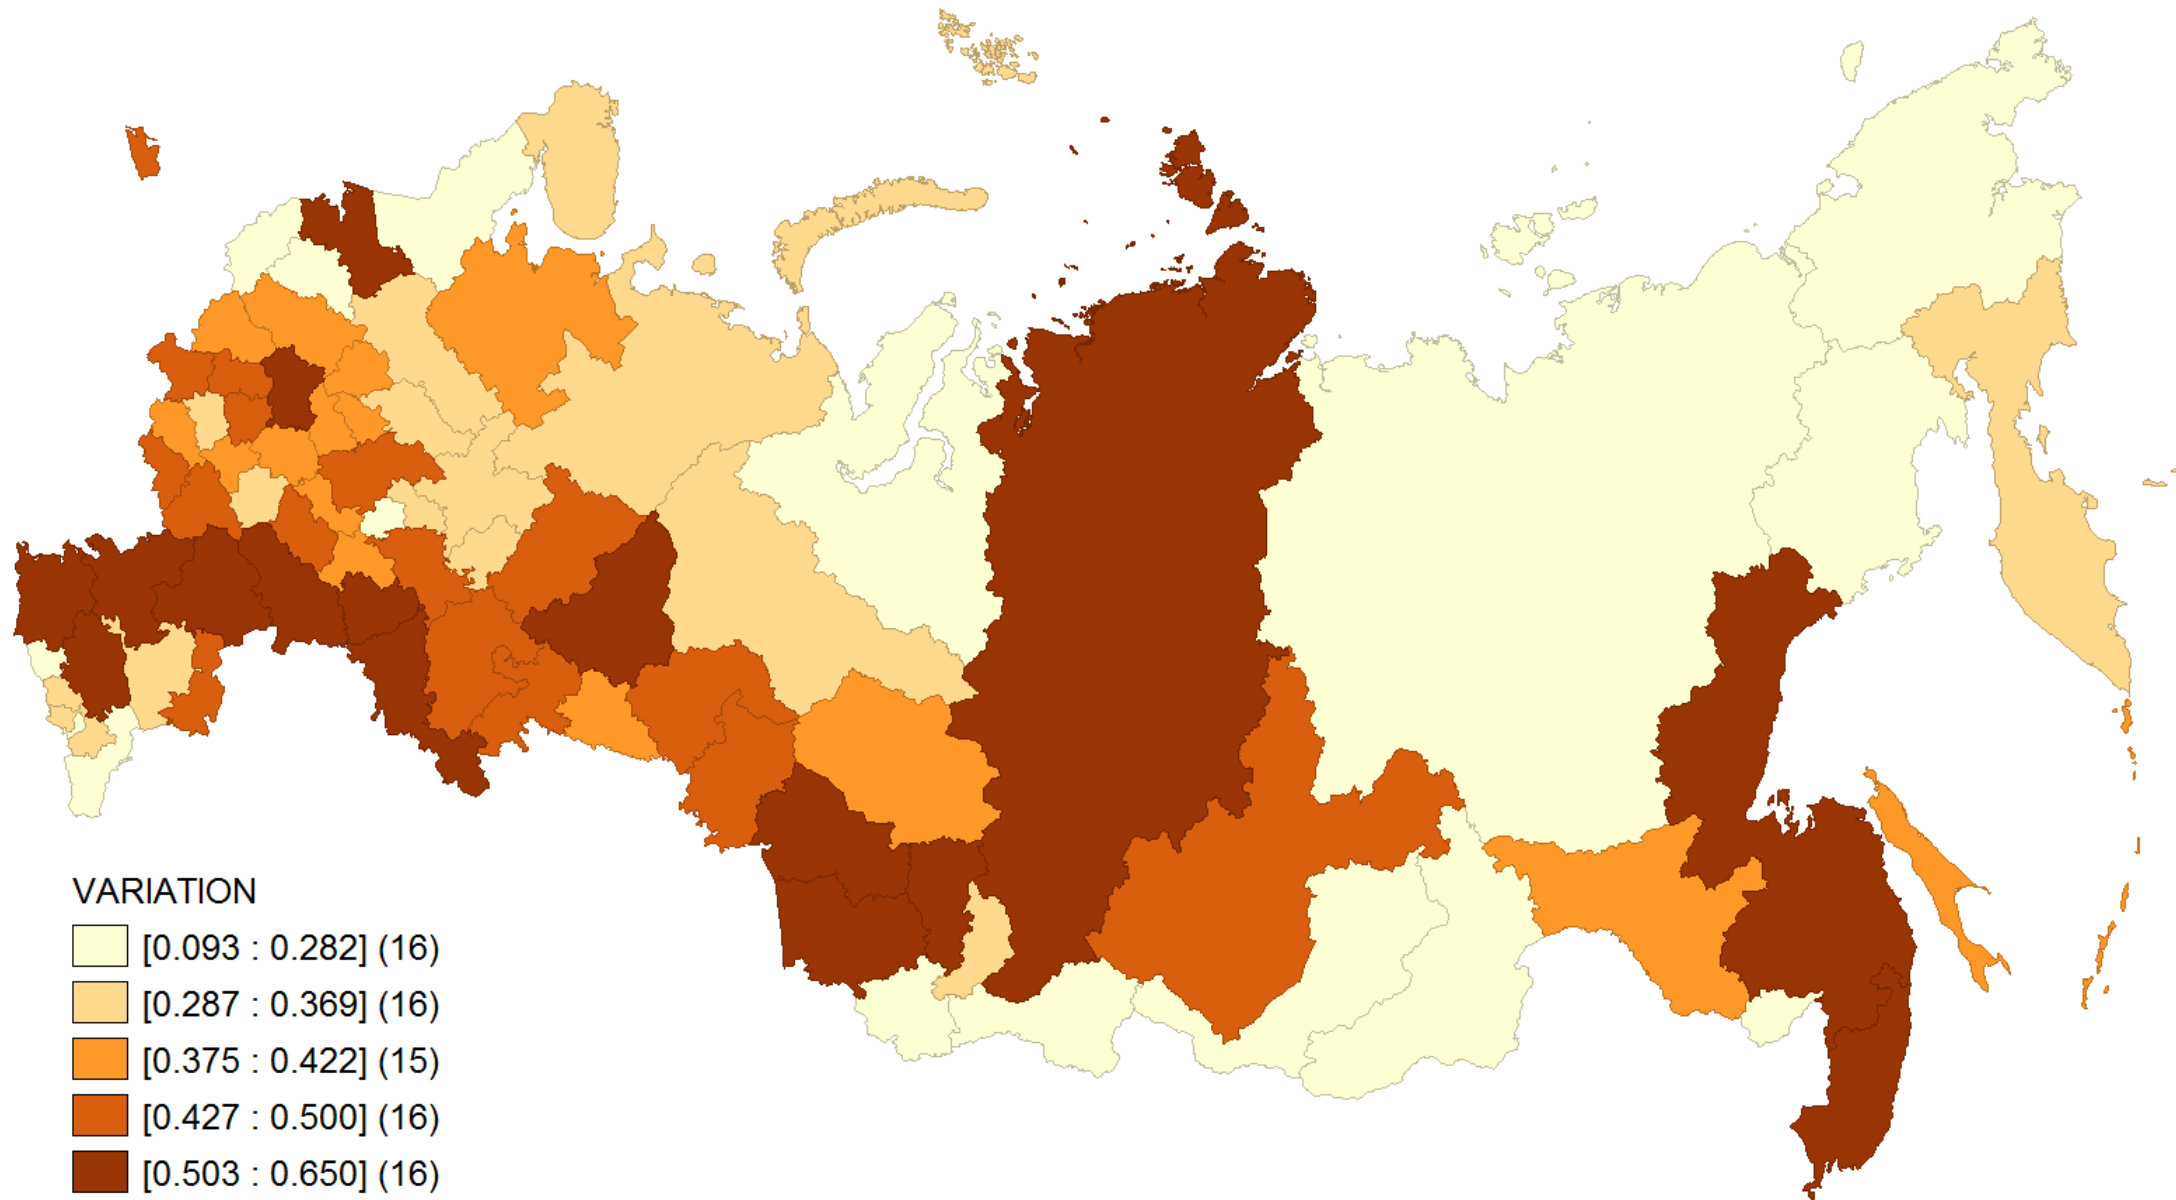 VARIATION
[0.093 : 0.282] (16)
[0.287 : 0.369] (16)
[0.375 : 0.422] (15)
[0.427 : 0.500] (16)
[0.503 : 0.650] (16)